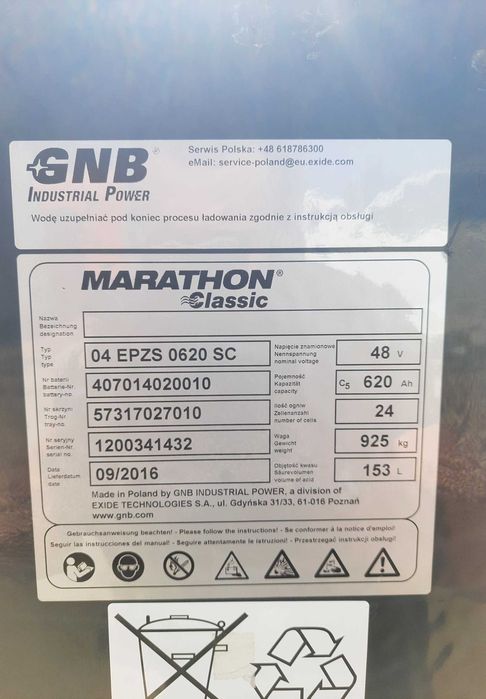 GNB®
INDUSTRIAL POWER
Serwis Polska: +48 618786300
eMail: service-poland@eu.exide.com
Wodę uzupełniać pod koniec procesu ładowania zgodnie z instrukcją obsługi
MARATHON®
Classic
Nazwa
Bezeichnung
designation
Typ
Typ
type
04 EPZS 0620 SC
Napięcie znamionowe
Nennspannung
nominal voltage
48 V
Nr baterii
Batterie-Nr
battery-no.
407014020010
Pojemność
Kapazität
capacity
C5 620 Ah
Nr skrzyni
Trog-Nr
tray-no.
57317027010
Ilość ogniw
Zellenanzahl
number of cells
24
Nr seryjny
Serien-Nr.
serial no.
1200341432
Waga
Gewicht
weight
925 kg
Data
Lieferdatum
date
09/2016
Objętość kwasu
Säurevolumen
volume of acid
153 L
Made in Poland by GNB INDUSTRIAL POWER, a division of
EXIDE TECHNOLOGIES S.A., ul. Gdyńska 31/33, 61-016 Poznań
www.gnb.com
Gebrauchsanweisung beachten! - Please follow the instructions! - Se conformer à la notice d'emploi!
Seguir las instrucciones del manual! - Seguire attentamente le istruzioni! - Przestrzegać instrukcji obsługi!